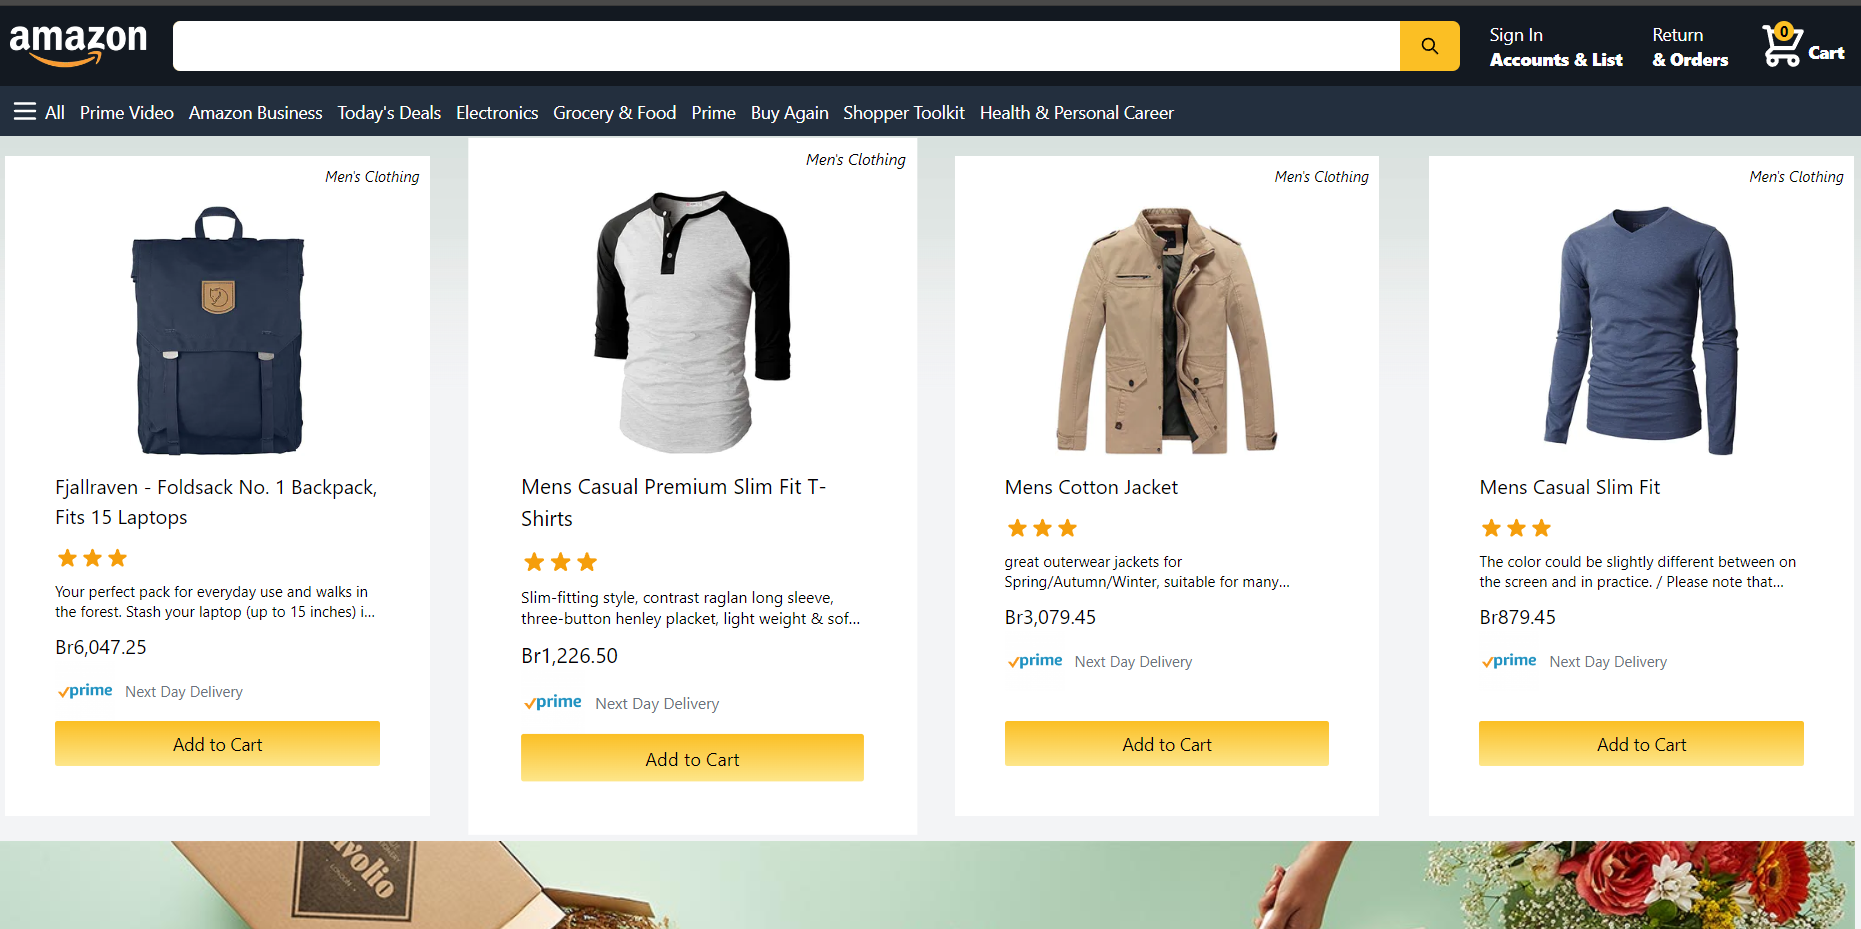 amazon
Sign In
Accounts & List
Return
& Orders
0
Cart
All Prime Video Amazon Business Today's Deals Electronics Grocery & Food Prime Buy Again Shopper Toolkit Health & Personal Career
Men's Clothing
Fjallraven - Foldsack No. 1 Backpack,
Fits 15 Laptops
Your perfect pack for everyday use and walks in
the forest. Stash your laptop (up to 15 inches) i...
Br6,047.25
prime Next Day Delivery
Add to Cart
Men's Clothing
Mens Casual Premium Slim Fit T-
Shirts
Slim-fitting style, contrast raglan long sleeve,
three-button henley placket, light weight & sof...
Br1,226.50
prime Next Day Delivery
Add to Cart
Men's Clothing
Mens Cotton Jacket
great outerwear jackets for
Spring/Autumn/Winter, suitable for many...
Br3,079.45
prime Next Day Delivery
Add to Cart
Men's Clothing
Mens Casual Slim Fit
The color could be slightly different between on
the screen and in practice. / Please note that...
Br879.45
prime Next Day Delivery
Add to Cart